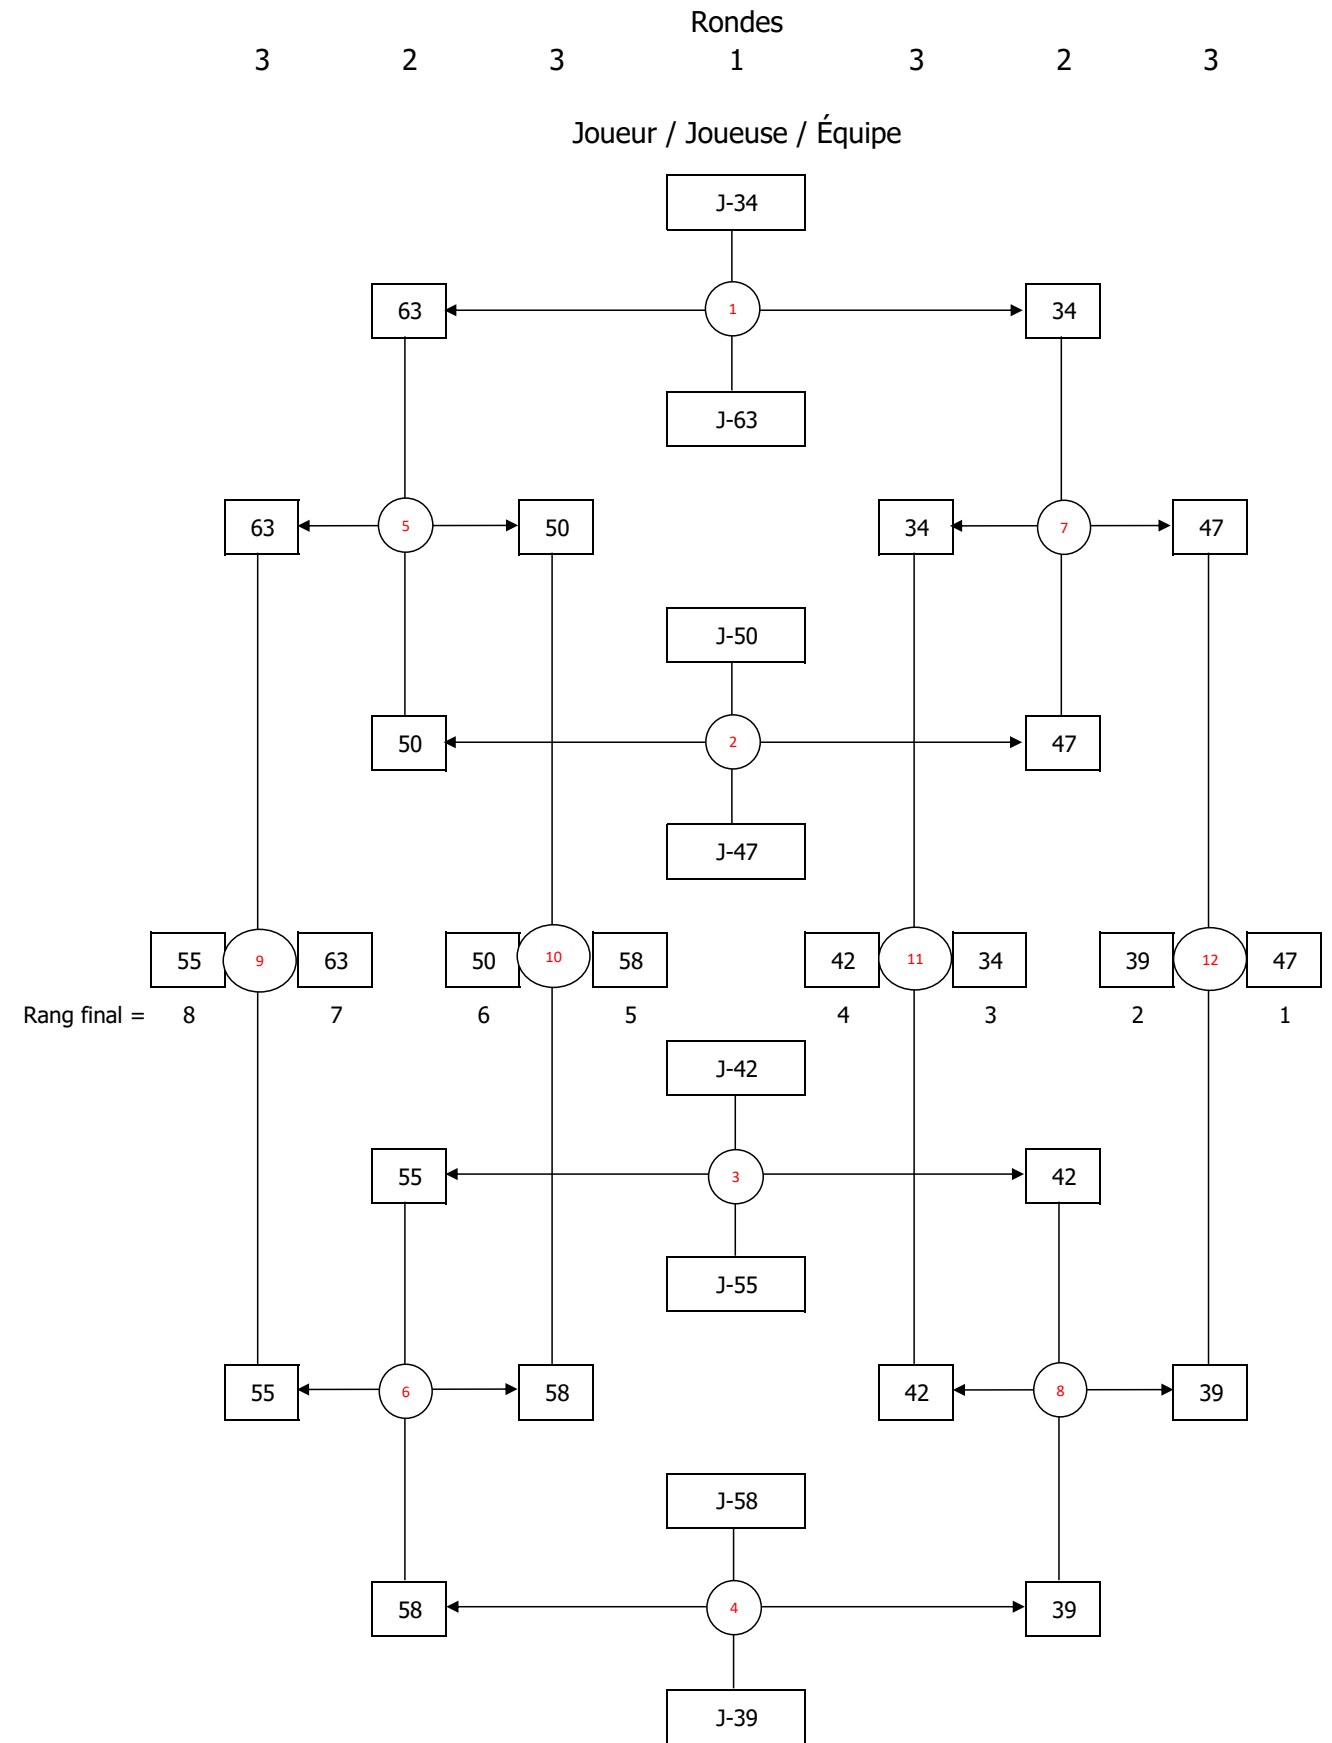 Rondes
3 2 3 1 3 2 3
Joueur / Joueuse / Équipe
J-34
63 1 34
J-63
63 5 50 34 7 47
J-50
50 2 47
J-47
55 9 63 50 10 58 42 11 34 39 12 47
Rang final = 8 7 6 5 4 3 2 1
J-42
55 3 42
J-55
55 6 58 42 8 39
J-58
58 4 39
J-39